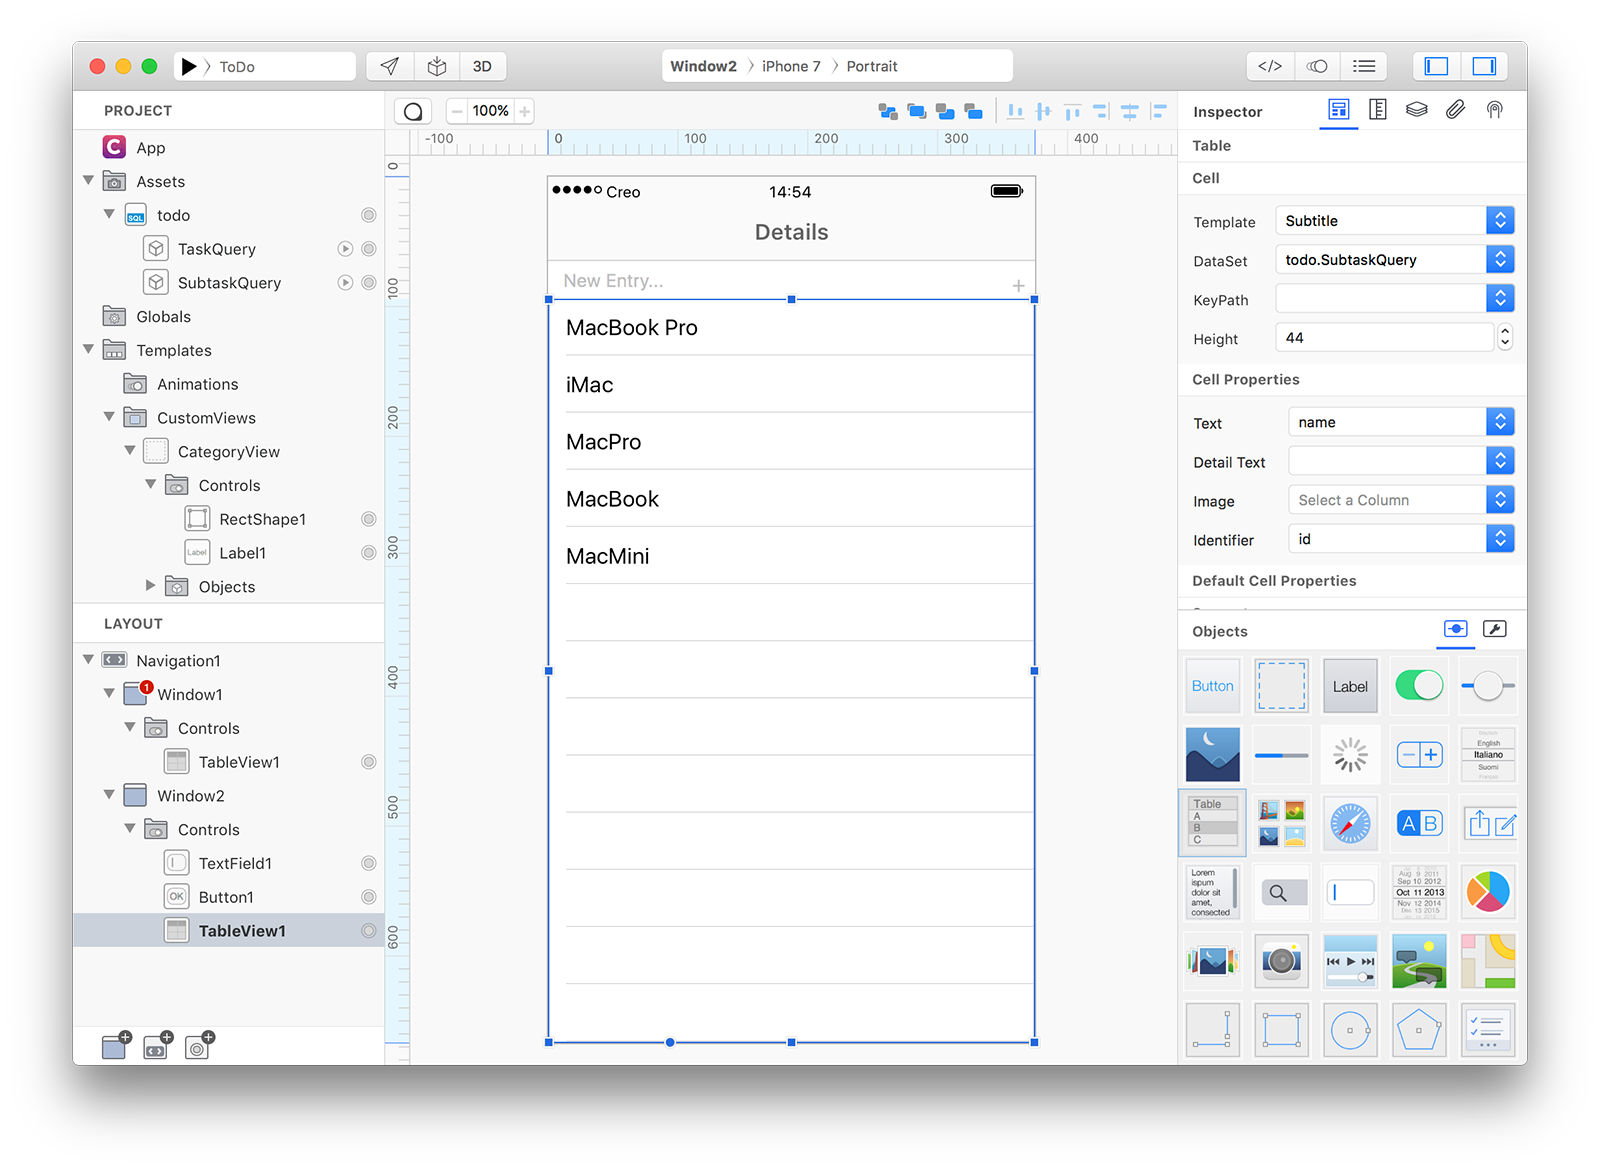 ToDo
3D
Window2
iPhone 7
Portrait
</>
PROJECT
App
Assets
todo
SQL
TaskQuery
SubtaskQuery
Globals
Templates
Animations
CustomViews
CategoryView
Controls
RectShape1
Label
Label1
Objects
LAYOUT
Navigation1
1
Window1
Controls
TableView1
Window2
Controls
TextField1
OK
Button1
TableView1
100%
-100
0
100
200
300
400
0
100
200
300
400
500
600
Creo
14:54
Details
New Entry...
+
MacBook Pro
iMac
MacPro
MacBook
MacMini
Inspector
Table
Cell
Template
Subtitle
DataSet
todo.SubtaskQuery
KeyPath
Height
44
Cell Properties
Text
name
Detail Text
Image
Select a Column
Identifier
id
Default Cell Properties
Objects
Button
Label
English
Italiano
Suomi
Français
Table
A
B
C
A B
Lorem
ispum
dolor sit
amet,
consected
Aug 9 2011
Sep 10 2012
Oct 11 2013
Nov 12 2014
Dec 13 2015